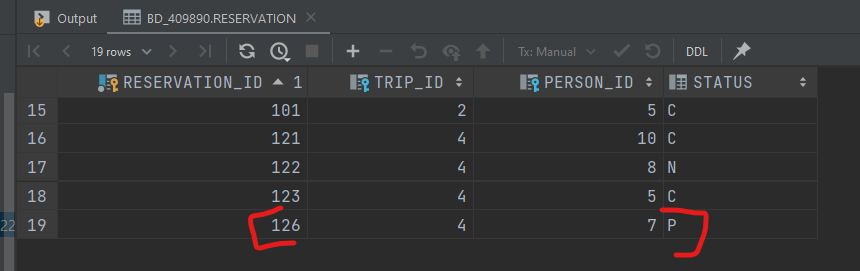 Output BD_409890.RESERVATION
19 rows Tx: Manual DDL
RESERVATION_ID 1 TRIP_ID PERSON_ID STATUS
15 101 2 5 C
16 121 4 10 C
17 122 4 8 N
18 123 4 5 C
22 19 126 4 7 P